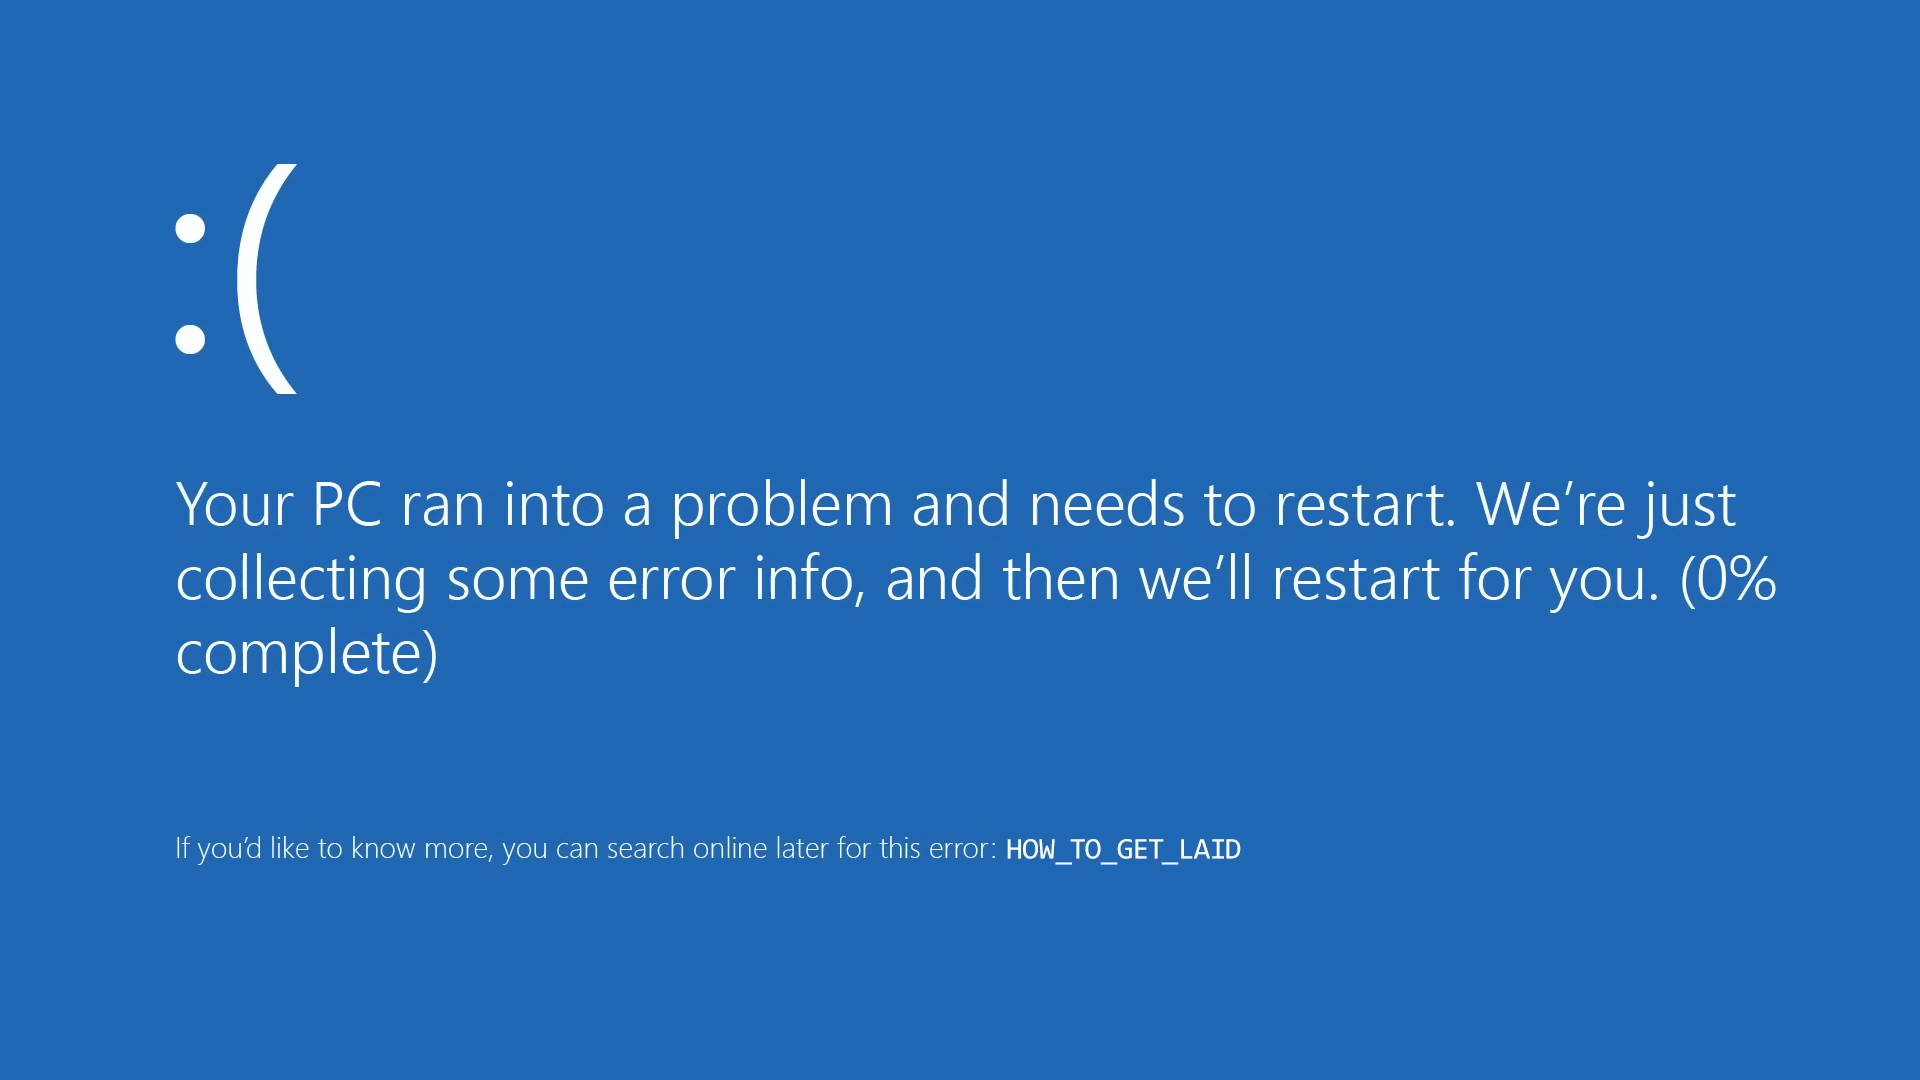 :(
Your PC ran into a problem and needs to restart. We’re just
collecting some error info, and then we’ll restart for you. (0%
complete)
If you’d like to know more, you can search online later for this error: HOW_TO_GET_LAID